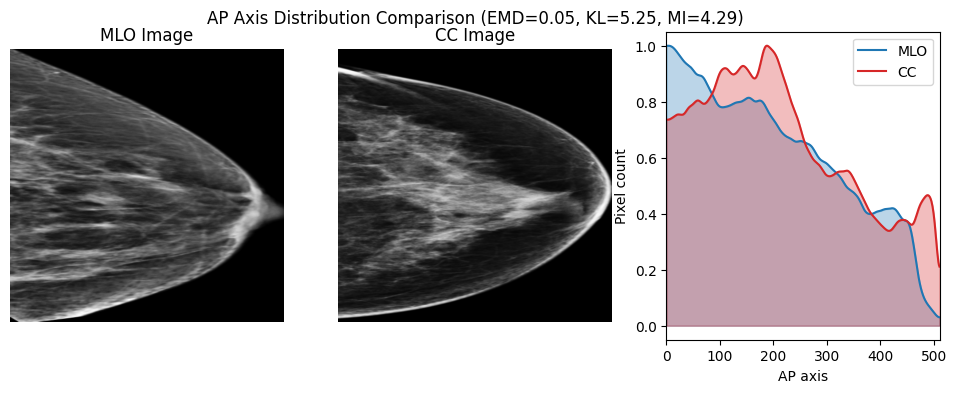 AP Axis Distribution Comparison (EMD=0.05, KL=5.25, MI=4.29)
MLO Image
CC Image
MLO
CC
Pixel count
1.0
0.8
0.6
0.4
0.2
0.0
0 100 200 300 400 500
AP axis